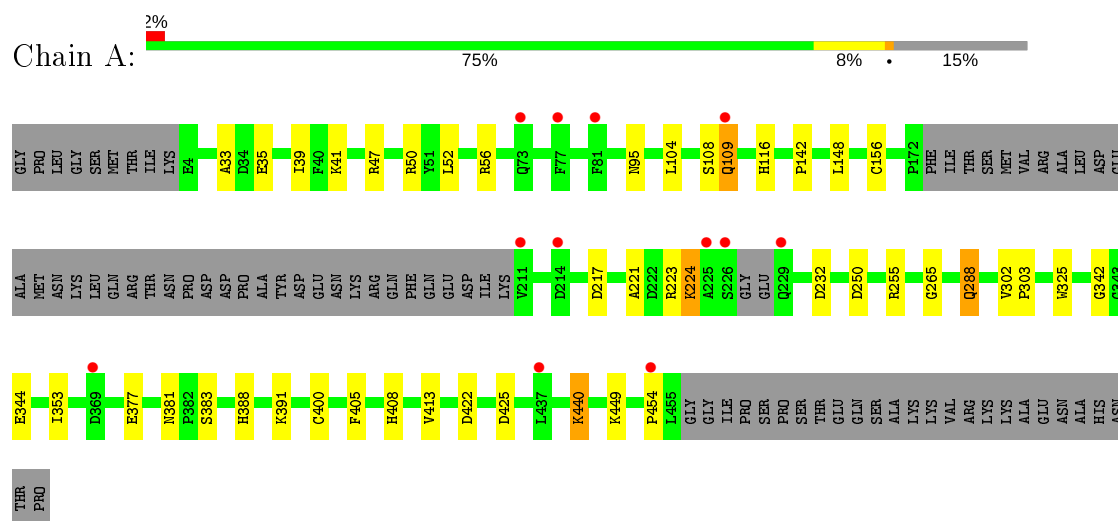 2%
Chain A:
75% 8% • 15%
GLY PRO LEU GLY SER MET THR ILE LYS E4 A33 D34 E35 I39 F40 K41 R47 R50 Y51 L52 R56 Q73 F77 F81 N95 L104 S108 Q109 H116 P142 L148 C156 P172 PHE ILE THR SER MET VAL ARG ALA LEU ASP GLU
ALA MET ASN LYS LEU GLN ARG THR ASN PRO ASP ASP PRO ALA TYR ASP GLU ASN LYS ARG GLN PHE GLN GLU ASP ILE LYS V211 D214 D217 A221 D222 R223 K224 A225 S226 GLY GLU Q229 D232 D250 R255 G265 Q288 V302 P303 W325 G342 G343
E344 I353 D369 E377 N381 P382 S383 H388 K391 C400 F405 H408 V413 D422 D425 L437 K440 K449 P454 L455 GLY GLY ILE PRO SER PRO SER THR GLU GLN SER ALA LYS LYS VAL ARG LYS LYS ALA GLU ASN ALA HIS ASN
THR PRO